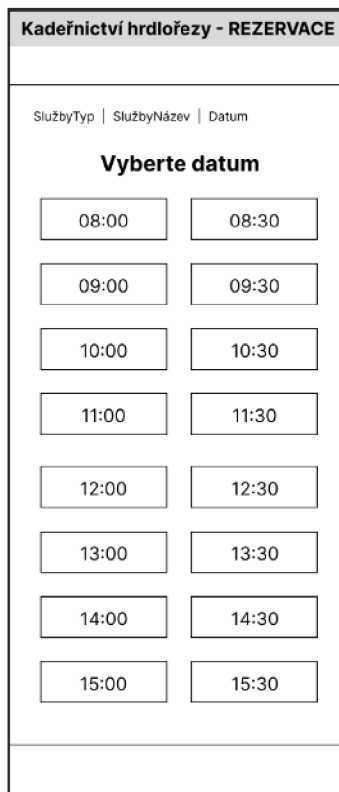 Kadeřnictví hrdlořezy - REZERVACE
SlužbyTyp | SlužbyNázev | Datum
Vyberte datum
08:00 08:30
09:00 09:30
10:00 10:30
11:00 11:30
12:00 12:30
13:00 13:30
14:00 14:30
15:00 15:30